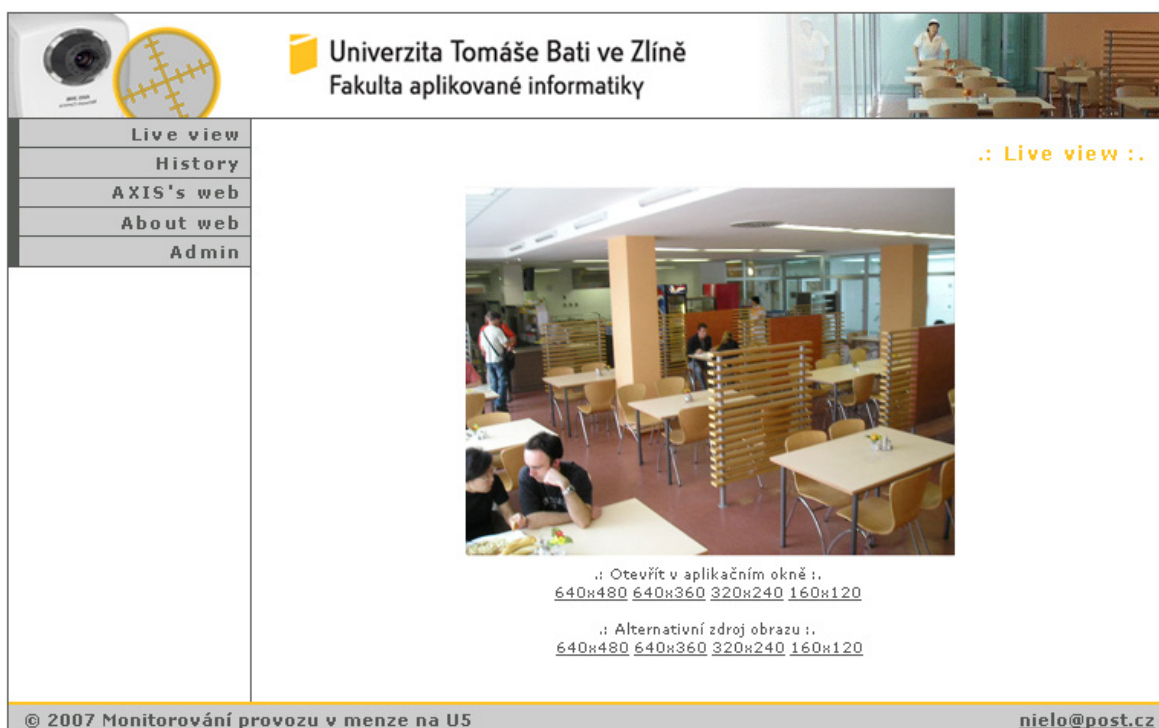 Univerzita Tomáše Bati ve Zlíně
Fakulta aplikované informatiky
Live view
History
AXIS's web
About web
Admin
.: Live view :.
.: Otevřít v aplikačním okně :.
640x480 640x360 320x240 160x120
.: Alternativní zdroj obrazu :.
640x480 640x360 320x240 160x120
© 2007 Monitorování provozu v menze na U5 nielo@post.cz